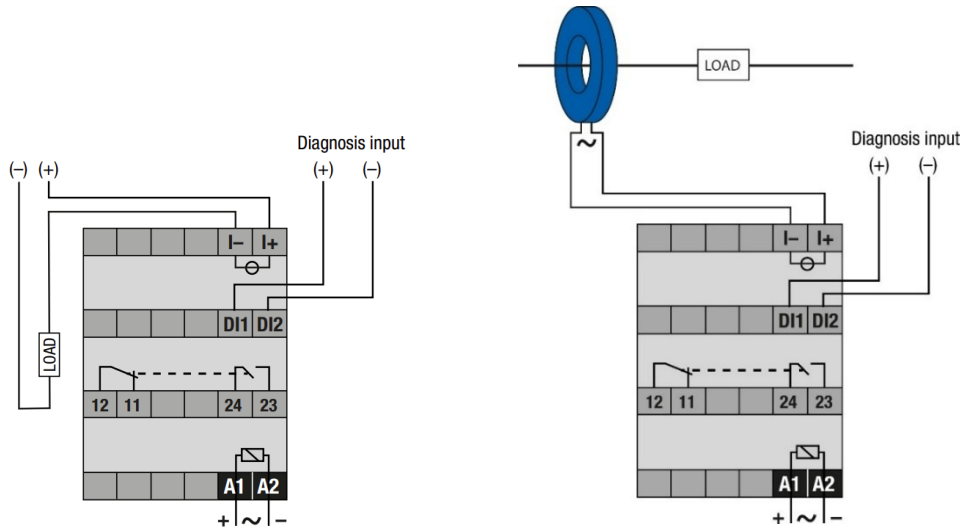 LOAD
Diagnosis input Diagnosis input
(–) (+) (+) (–) (+) (–)
I– I+ I– I+
DI1 DI2 DI1 DI2
LOAD
12 11 24 23 12 11 24 23
A1 A2 A1 A2
+ ~ – + ~ –